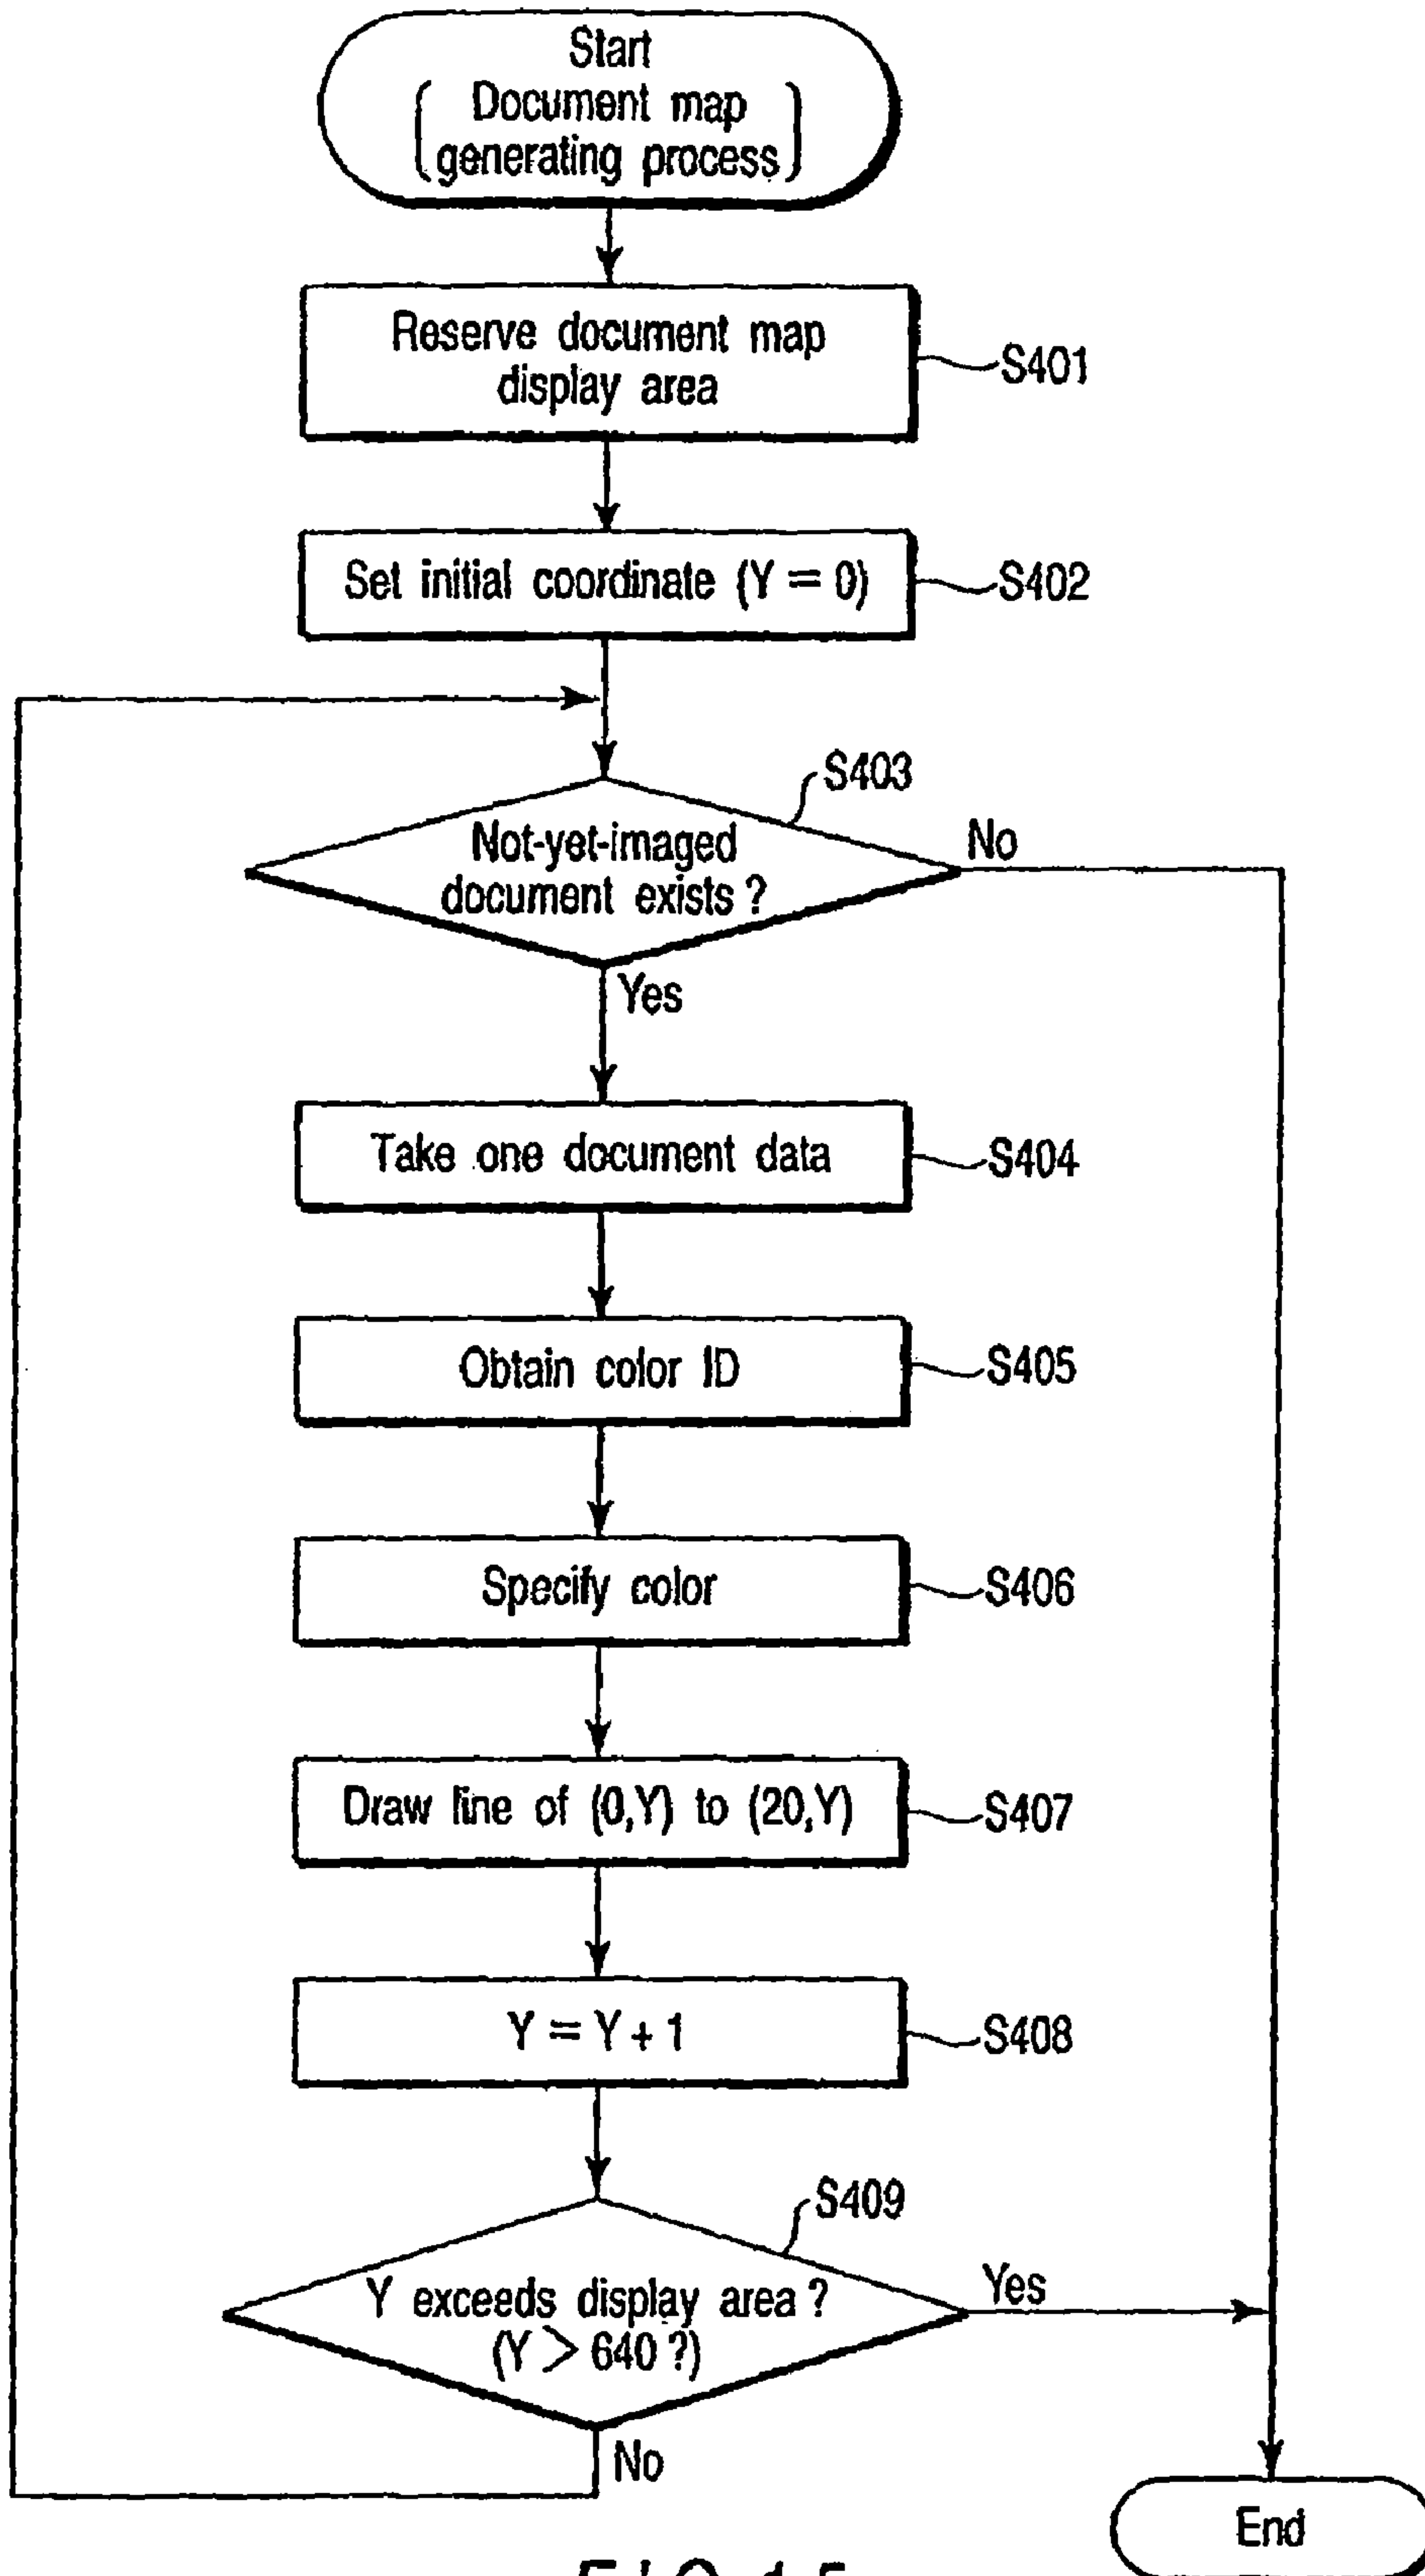 Start
Document map
generating process
Reserve document map
display area
S401
Set initial coordinate (Y = 0)
S402
S403
Not-yet-imaged
document exists ?
No
Yes
Take one document data
S404
Obtain color ID
S405
Specify color
S406
Draw line of (0,Y) to (20,Y)
S407
Y = Y + 1
S408
S409
Y exceeds display area ?
(Y > 640 ?)
Yes
No
End